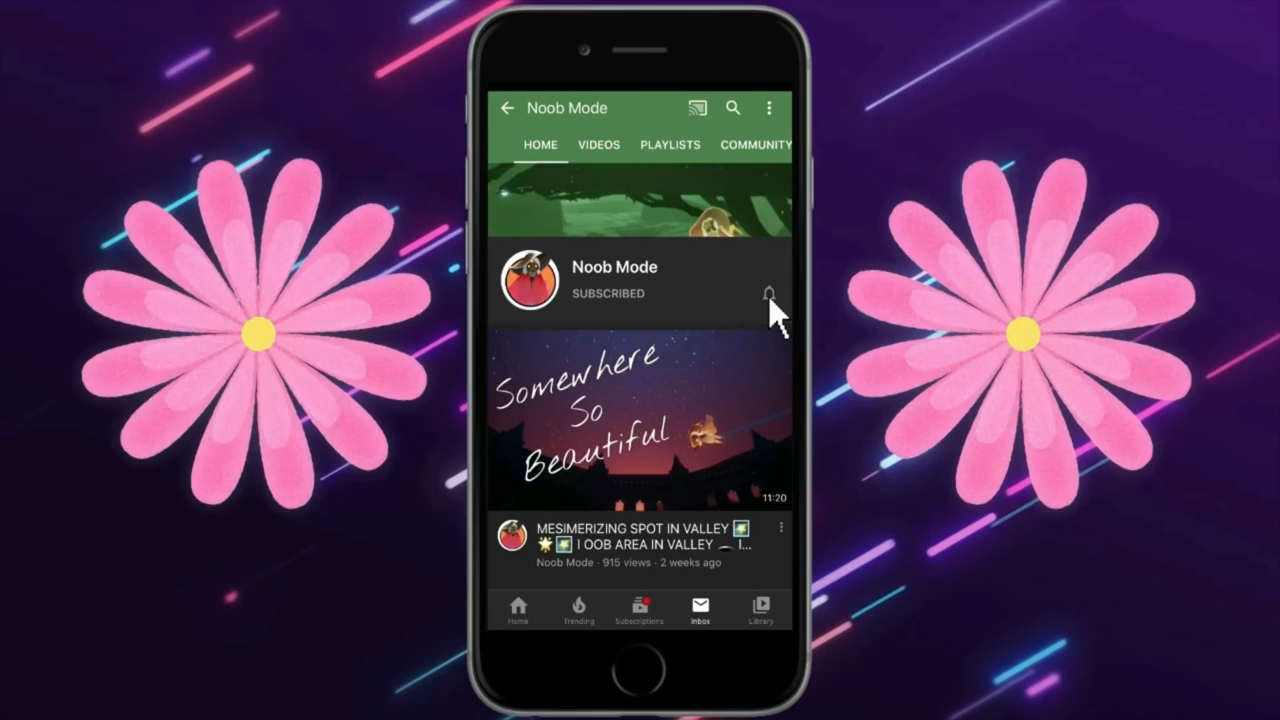 Noob Mode
HOME VIDEOS PLAYLISTS COMMUNITY
Noob Mode
SUBSCRIBED
Somewhere
So
Beautiful
11:20
MESIMERIZING SPOT IN VALLEY 🌠
🌟🌠 I OOB AREA IN VALLEY 🕳️ I...
Noob Mode · 915 views · 2 weeks ago
Home Trending Subscriptions Inbox Library